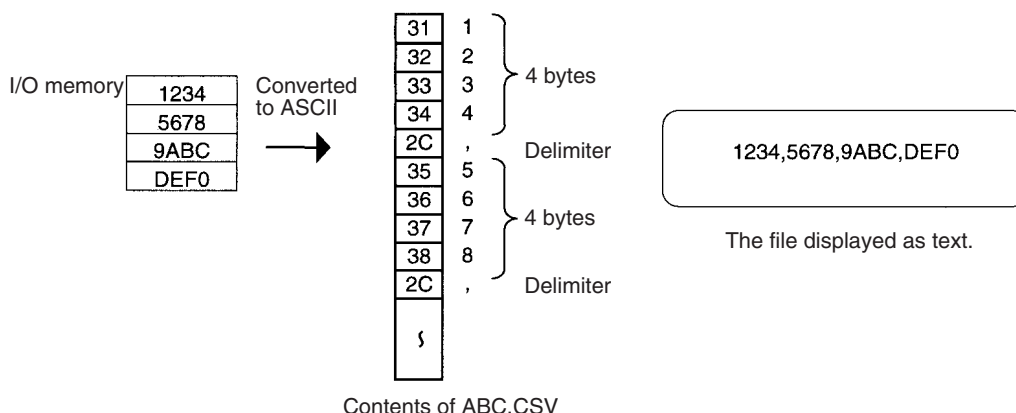 I/O memory
1234
5678
9ABC
DEF0
Converted
to ASCII
31 1
32 2
33 3
34 4
2C ,
35 5
36 6
37 7
38 8
2C ,
4 bytes
Delimiter
4 bytes
Delimiter
Contents of ABC.CSV
1234,5678,9ABC,DEF0
The file displayed as text.